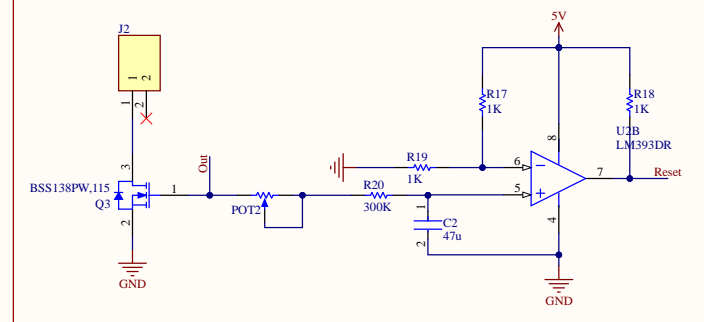 5V
J2
1
2
1
2
R17
1K
R18
1K
U2B
LM393DR
8
Out
R19
1K
6
7
Reset
3
BSS138PW,115
Q3
1
POT2
R20
300K
5
1
C2
47u
2
4
2
GND
GND